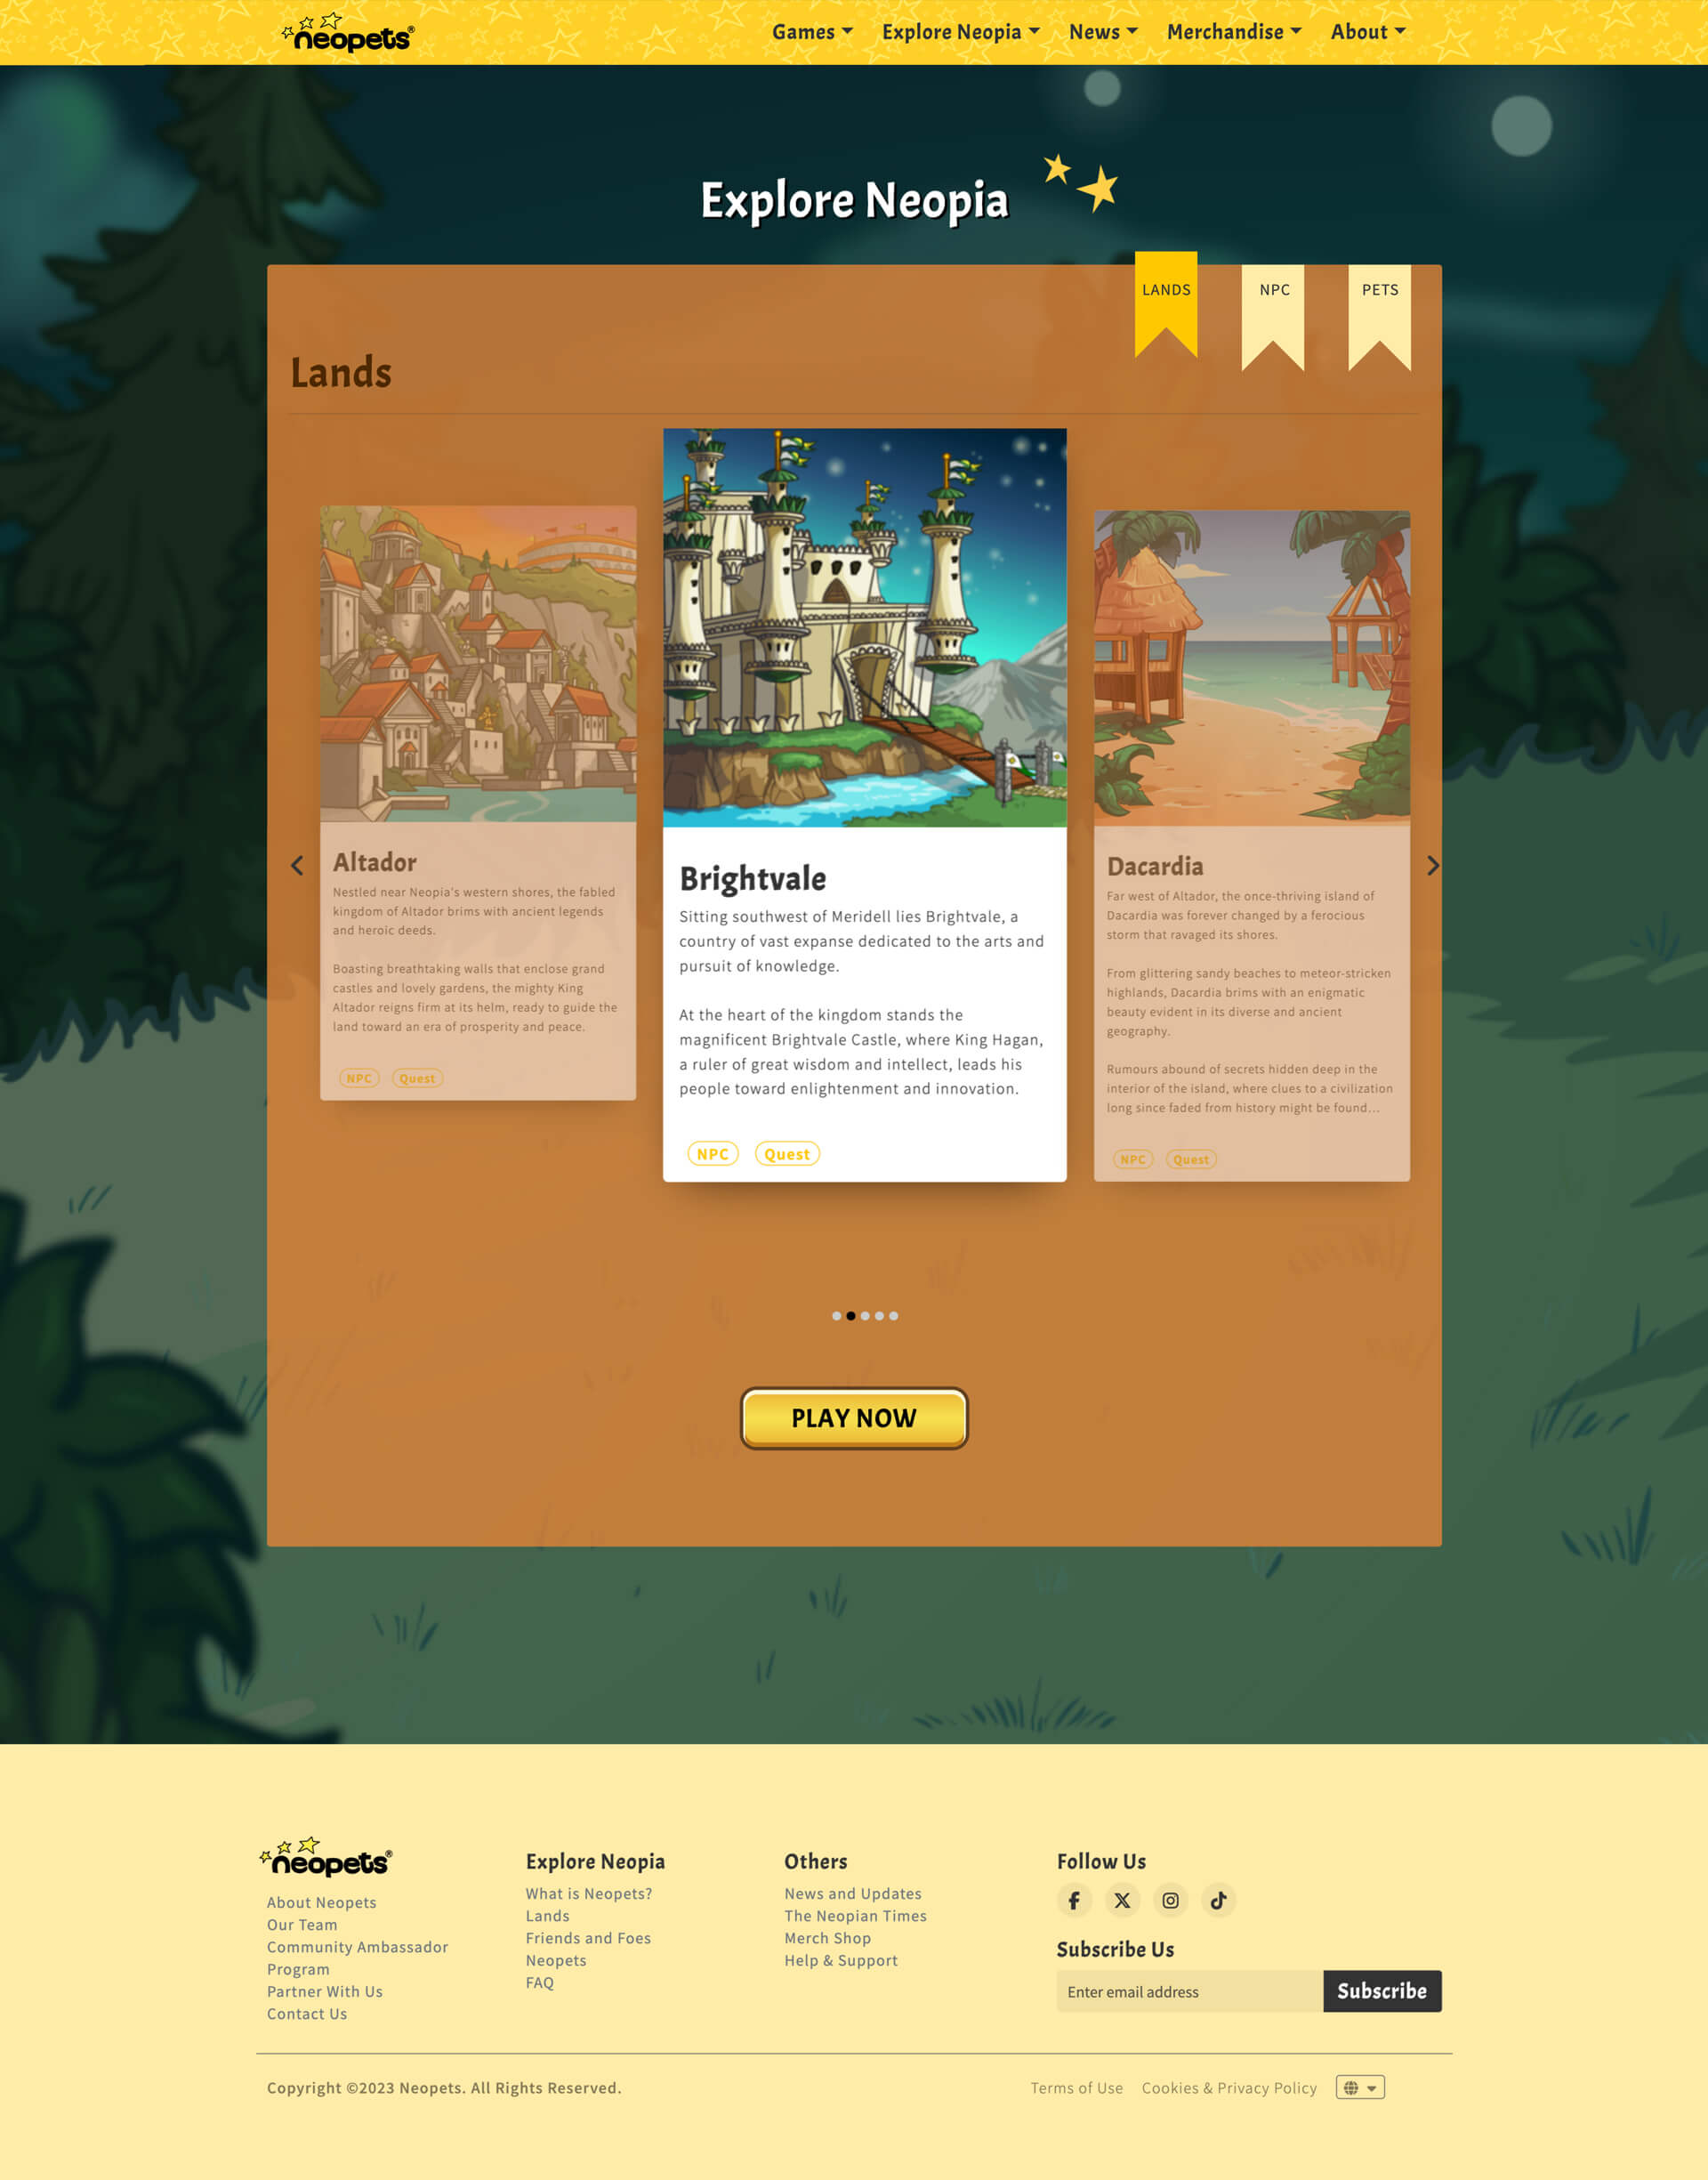 neopets®
Games
Explore Neopia
News
Merchandise
About
Explore Neopia
LANDS
NPC
PETS
Lands
Altador
Nestled near Neopia's western shores, the fabled
kingdom of Altador brims with ancient legends
and heroic deeds.
Boasting breathtaking walls that enclose grand
castles and lovely gardens, the mighty King
Altador reigns firm at its helm, ready to guide the
land toward an era of prosperity and peace.
NPC
Quest
Brightvale
Sitting southwest of Meridell lies Brightvale, a
country of vast expanse dedicated to the arts and
pursuit of knowledge.
At the heart of the kingdom stands the
magnificent Brightvale Castle, where King Hagan,
a ruler of great wisdom and intellect, leads his
people toward enlightenment and innovation.
NPC
Quest
Dacardia
Far west of Altador, the once-thriving island of
Dacardia was forever changed by a ferocious
storm that ravaged its shores.
From glittering sandy beaches to meteor-stricken
highlands, Dacardia brims with an enigmatic
beauty evident in its diverse and ancient
geography.
Rumours abound of secrets hidden deep in the
interior of the island, where clues to a civilization
long since faded from history might be found...
NPC
Quest
PLAY NOW
neopets®
About Neopets
Our Team
Community Ambassador
Program
Partner With Us
Contact Us
Explore Neopia
What is Neopets?
Lands
Friends and Foes
Neopets
FAQ
Others
News and Updates
The Neopian Times
Merch Shop
Help & Support
Follow Us
Subscribe Us
Enter email address
Subscribe
Copyright ©2023 Neopets. All Rights Reserved.
Terms of Use
Cookies & Privacy Policy